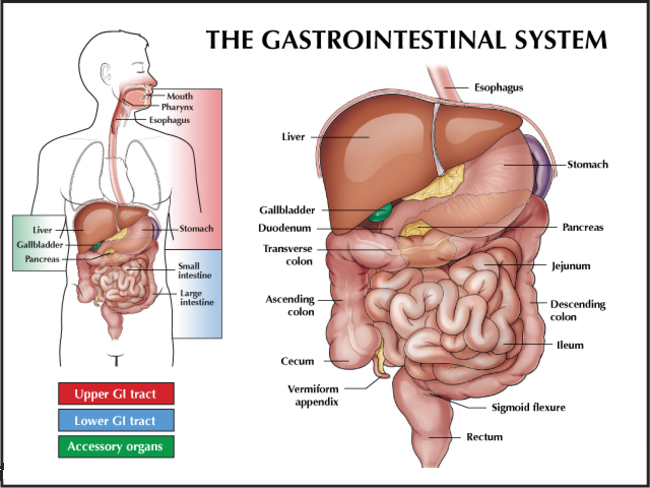 THE GASTROINTESTINAL SYSTEM
Mouth
Pharynx
Esophagus
Liver
Gallbladder
Pancreas
Stomach
Small
intestine
Large
intestine
Upper GI tract
Lower GI tract
Accessory organs
Esophagus
Liver
Stomach
Gallbladder
Duodenum
Transverse
colon
Pancreas
Jejunum
Ascending
colon
Descending
colon
Ileum
Cecum
Vermiform
appendix
Sigmoid flexure
Rectum